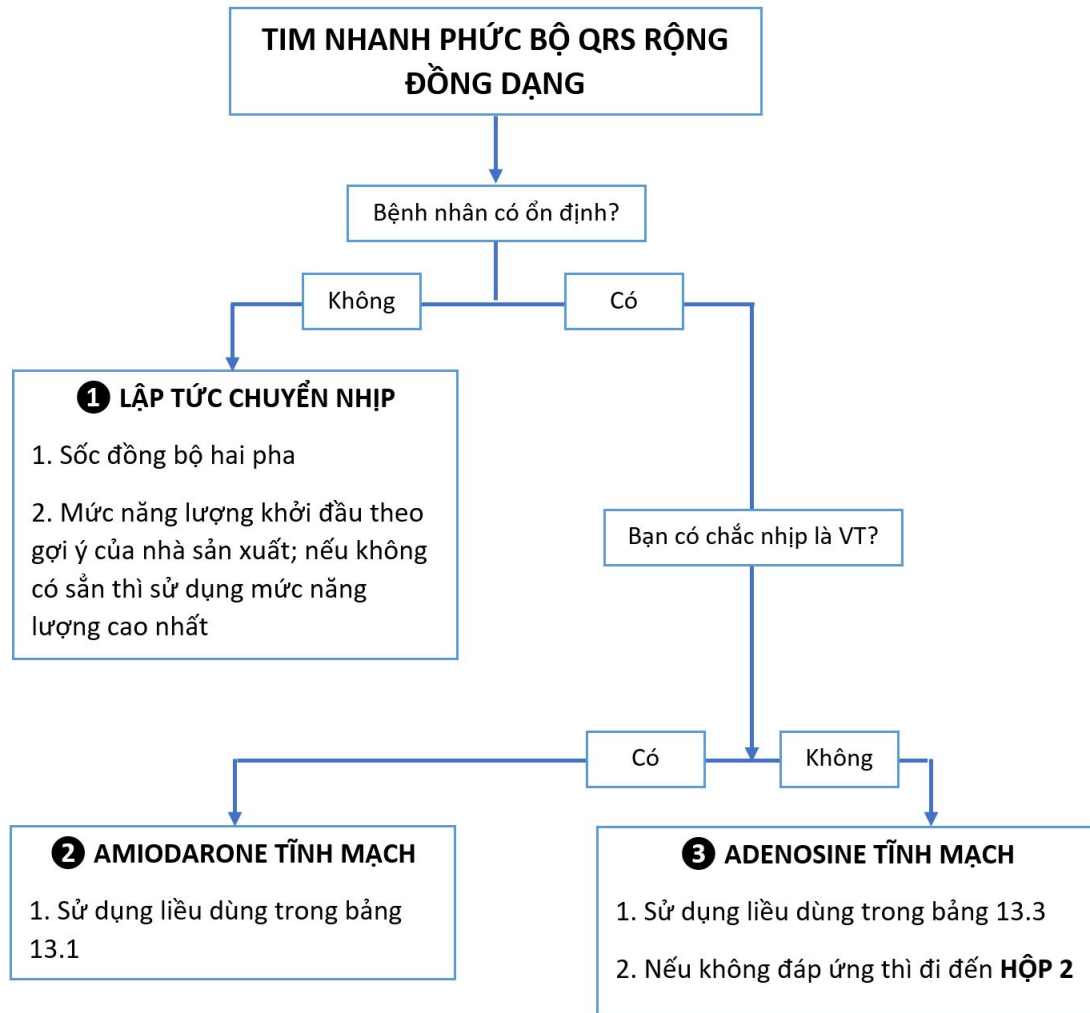 TIM NHANH PHỨC BỘ QRS RỘNG
ĐỒNG DẠNG
Bệnh nhân có ổn định?
Không
Có
❶ LẬP TỨC CHUYỂN NHỊP
1. Sốc đồng bộ hai pha
2. Mức năng lượng khởi đầu theo
gợi ý của nhà sản xuất; nếu không
có sẳn thì sử dụng mức năng
lượng cao nhất
Bạn có chắc nhịp là VT?
Có
Không
❷ AMIODARONE TĨNH MẠCH
1. Sử dụng liều dùng trong bảng
13.1
❸ ADENOSINE TĨNH MẠCH
1. Sử dụng liều dùng trong bảng 13.3
2. Nếu không đáp ứng thì đi đến HỘP 2